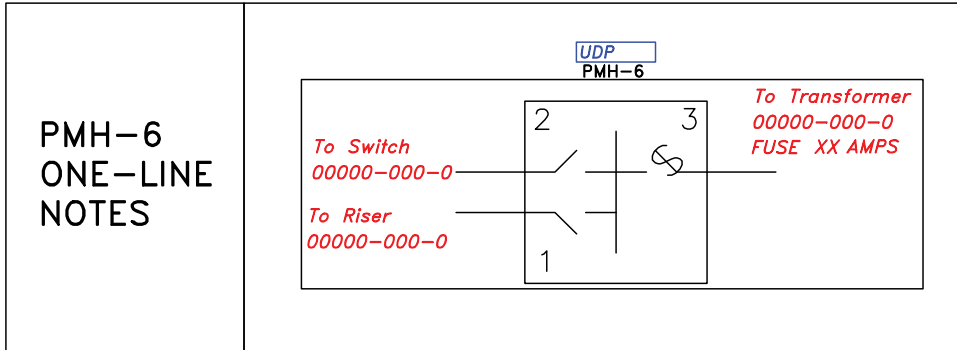 PMH-6
ONE-LINE
NOTES
UDP
PMH-6
2
3
To Transformer
00000-000-0
FUSE XX AMPS
To Switch
00000-000-0
To Riser
00000-000-0
1